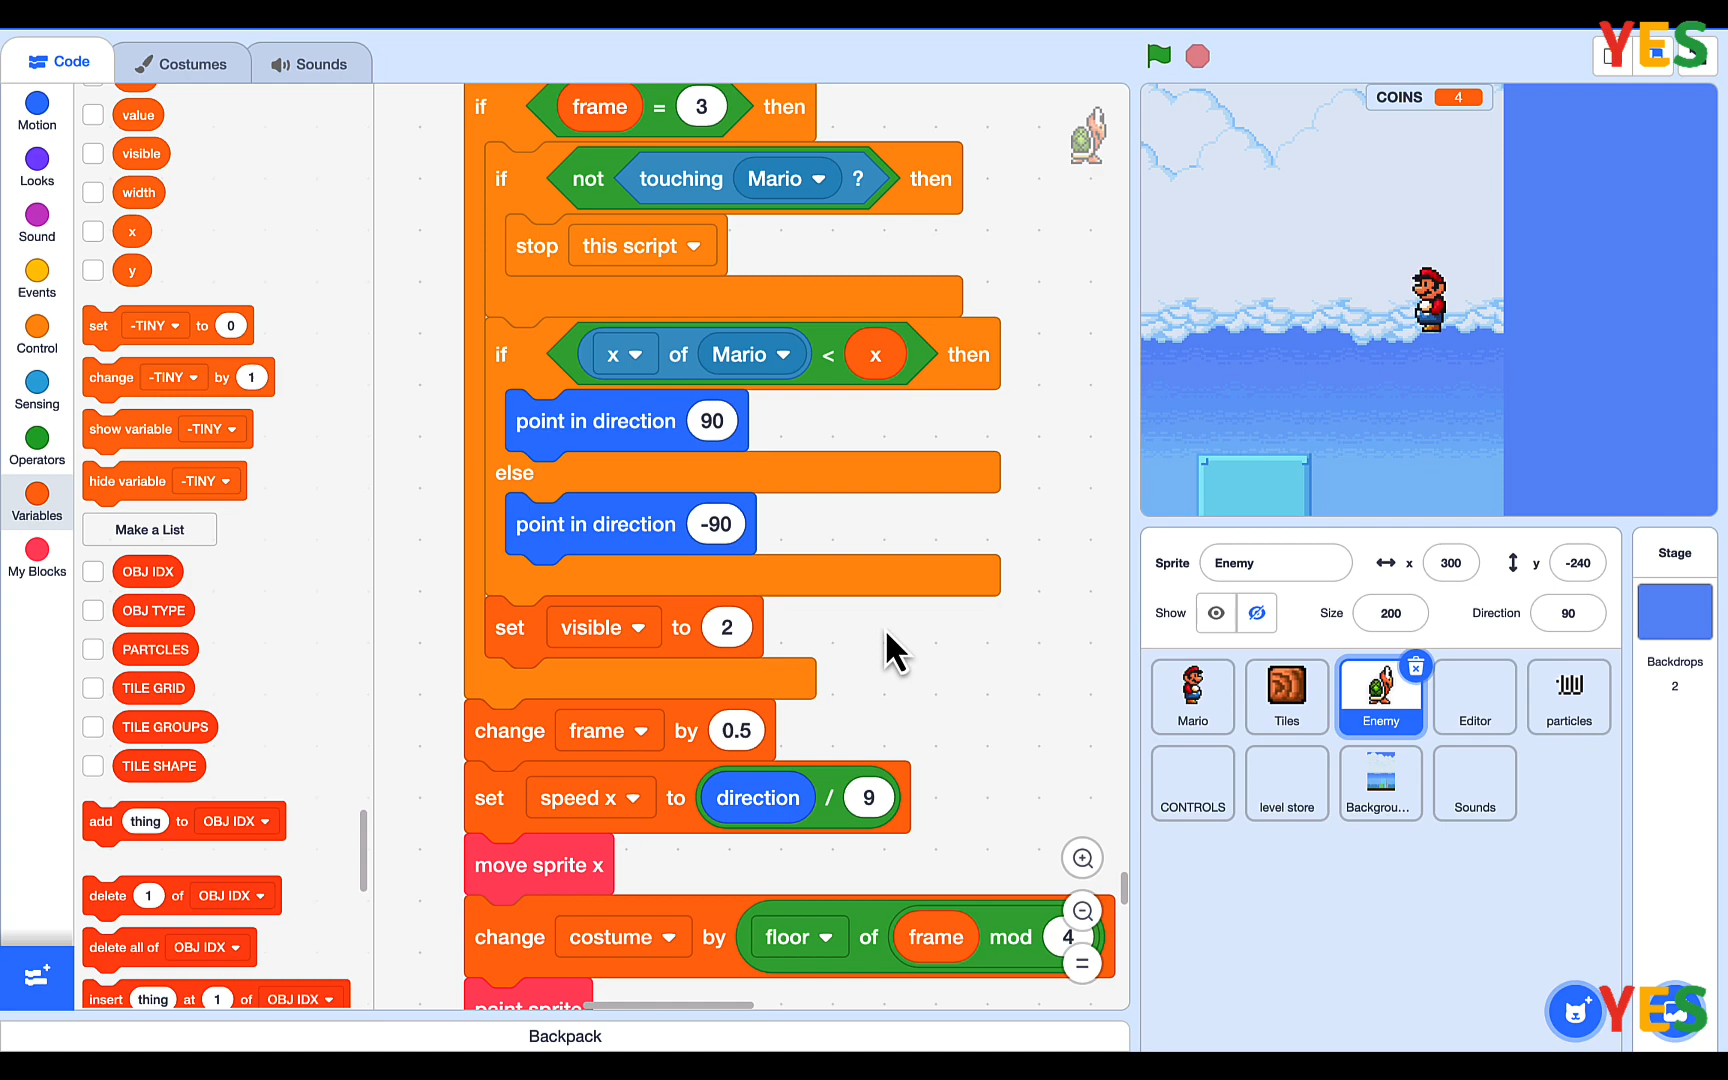 YES
Code
Costumes
Sounds
Motion
Looks
Sound
Events
Control
Sensing
Operators
Variables
My Blocks
value
visible
width
x
y
set -TINY to 0
change -TINY by 1
show variable -TINY
hide variable -TINY
Make a List
OBJ IDX
OBJ TYPE
PARTCLES
TILE GRID
TILE GROUPS
TILE SHAPE
add thing to OBJ IDX
delete 1 of OBJ IDX
delete all of OBJ IDX
insert thing at 1 of OBJ IDX
if frame = 3 then
if not touching Mario ? then
stop this script
if x of Mario < x then
point in direction 90
else
point in direction -90
set visible to 2
change frame by 0.5
set speed x to direction / 9
move sprite x
change costume by floor of frame mod 4
point sprite
Backpack
COINS 4
Sprite Enemy x 300 y -240
Show Size 200 Direction 90
Mario
Tiles
Enemy
Editor
particles
CONTROLS
level store
Backgrou...
Sounds
Stage
Backdrops
2
YES